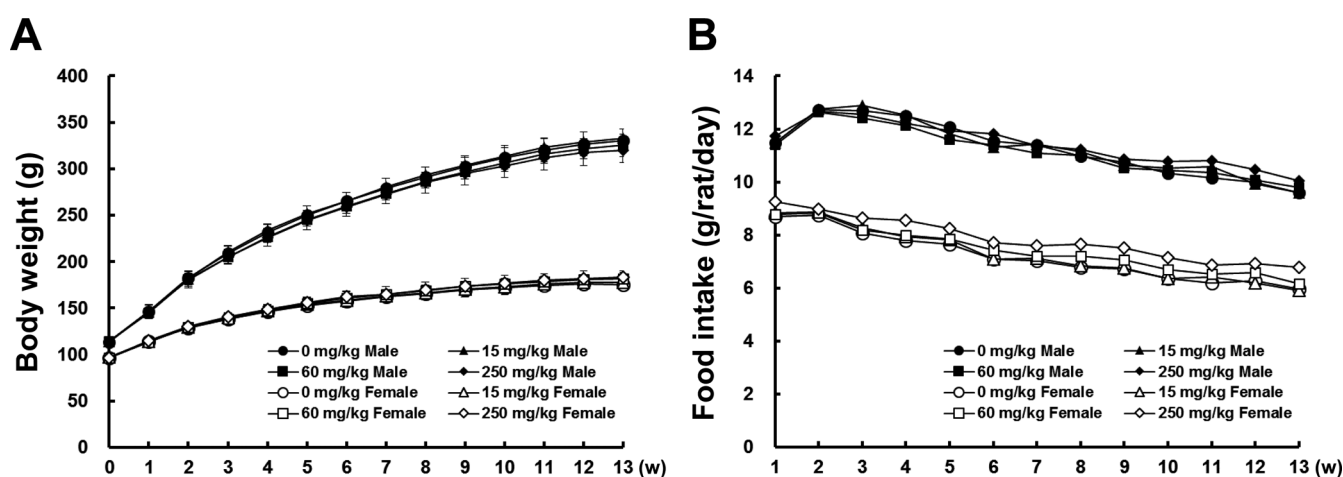 A
Body weight (g)
400
350
300
250
200
150
100
50
0
0 mg/kg Male
15 mg/kg Male
60 mg/kg Male
250 mg/kg Male
0 mg/kg Female
15 mg/kg Female
60 mg/kg Female
250 mg/kg Female
0 1 2 3 4 5 6 7 8 9 10 11 12 13 (w)
B
Food intake (g/rat/day)
14
12
10
8
6
4
2
0
0 mg/kg Male
15 mg/kg Male
60 mg/kg Male
250 mg/kg Male
0 mg/kg Female
15 mg/kg Female
60 mg/kg Female
250 mg/kg Female
1 2 3 4 5 6 7 8 9 10 11 12 13 (w)